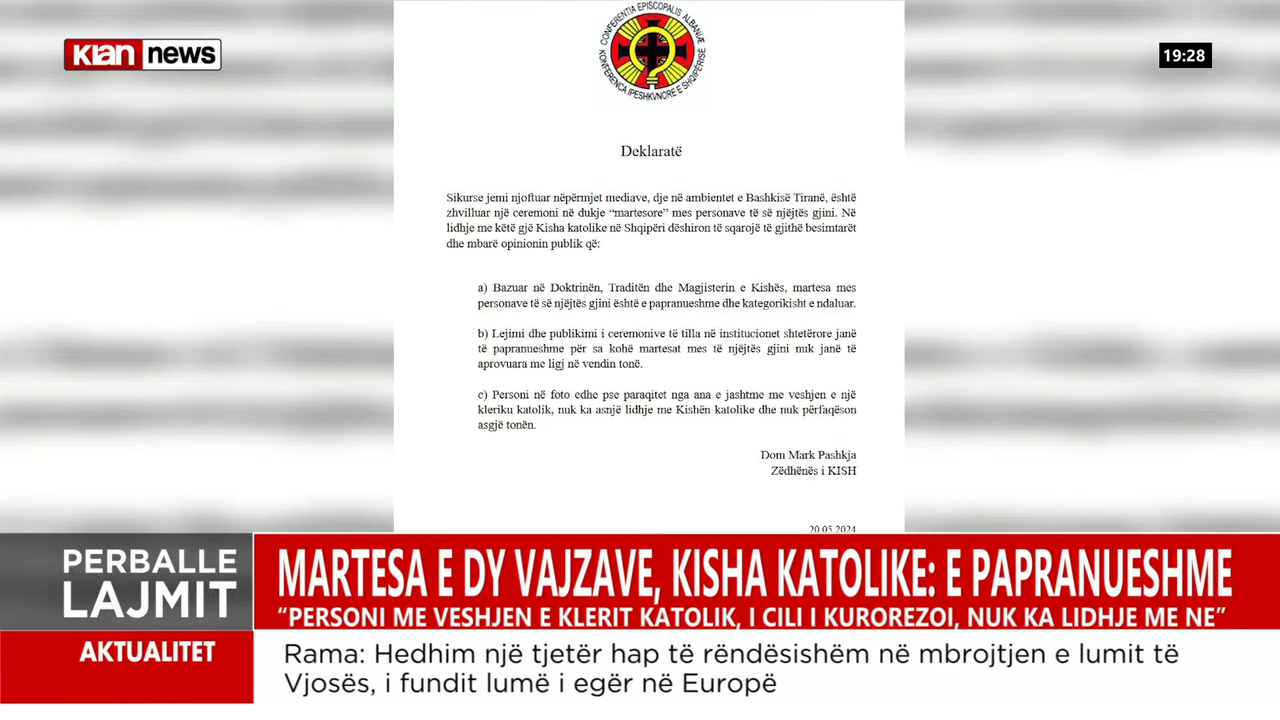 klan news
19:28
CONFERENTIA EPISCOPALIS ALBANIÆ
KONFERENCA IPESHKVNORE E SHQIPËRISË
Deklaratë
Sikurse jemi njoftuar nëpërmjet mediave, dje në ambientet e Bashkisë Tiranë, është
zhvilluar një ceremoni në dukje “martesore” mes personave të së njëjtës gjini. Në
lidhje me këtë gjë Kisha katolike në Shqipëri dëshiron të sqarojë të gjithë besimtarët
dhe mbarë opinionin publik që:
a) Bazuar në Doktrinën, Traditën dhe Magjisterin e Kishës, martesa mes
personave të së njëjtës gjini është e papranueshme dhe kategorikisht e ndaluar.
b) Lejimi dhe publikimi i ceremonive të tilla në institucionet shtetërore janë
të papranueshme për sa kohë martesat mes të njëjtës gjini nuk janë të
aprovuara me ligj në vendin tonë.
c) Personi në foto edhe pse paraqitet nga ana e jashtme me veshjen e një
kleriku katolik, nuk ka asnjë lidhje me Kishën katolike dhe nuk përfaqëson
asgjë tonën.
Dom Mark Pashkja
Zëdhënës i KISH
20.05.2024
PERBALLE
LAJMIT
MARTESA E DY VAJZAVE, KISHA KATOLIKE: E PAPRANUESHME
“PERSONI ME VESHJEN E KLERIT KATOLIK, I CILI I KUROREZOI, NUK KA LIDHJE ME NE”
AKTUALITET
Rama: Hedhim një tjetër hap të rëndësishëm në mbrojtjen e lumit të
Vjosës, i fundit lumë i egër në Europë